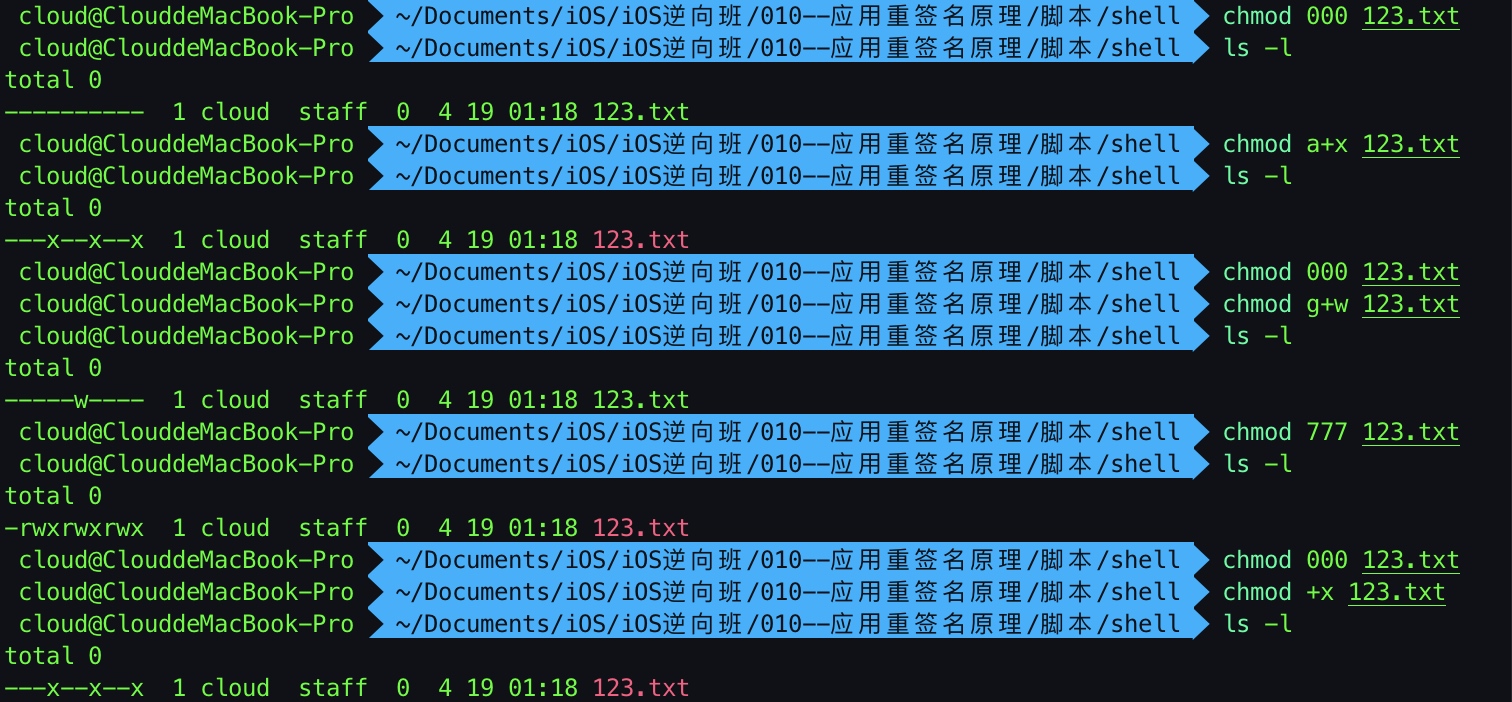 cloud@ClouddeMacBook-Pro ~/Documents/iOS/iOS逆向班/010--应用重签名原理/脚本/shell chmod 000 123.txt
cloud@ClouddeMacBook-Pro ~/Documents/iOS/iOS逆向班/010--应用重签名原理/脚本/shell ls -l
total 0
---------- 1 cloud staff 0 4 19 01:18 123.txt
cloud@ClouddeMacBook-Pro ~/Documents/iOS/iOS逆向班/010--应用重签名原理/脚本/shell chmod a+x 123.txt
cloud@ClouddeMacBook-Pro ~/Documents/iOS/iOS逆向班/010--应用重签名原理/脚本/shell ls -l
total 0
---x--x--x 1 cloud staff 0 4 19 01:18 123.txt
cloud@ClouddeMacBook-Pro ~/Documents/iOS/iOS逆向班/010--应用重签名原理/脚本/shell chmod 000 123.txt
cloud@ClouddeMacBook-Pro ~/Documents/iOS/iOS逆向班/010--应用重签名原理/脚本/shell chmod g+w 123.txt
cloud@ClouddeMacBook-Pro ~/Documents/iOS/iOS逆向班/010--应用重签名原理/脚本/shell ls -l
total 0
-----w---- 1 cloud staff 0 4 19 01:18 123.txt
cloud@ClouddeMacBook-Pro ~/Documents/iOS/iOS逆向班/010--应用重签名原理/脚本/shell chmod 777 123.txt
cloud@ClouddeMacBook-Pro ~/Documents/iOS/iOS逆向班/010--应用重签名原理/脚本/shell ls -l
total 0
-rwxrwxrwx 1 cloud staff 0 4 19 01:18 123.txt
cloud@ClouddeMacBook-Pro ~/Documents/iOS/iOS逆向班/010--应用重签名原理/脚本/shell chmod 000 123.txt
cloud@ClouddeMacBook-Pro ~/Documents/iOS/iOS逆向班/010--应用重签名原理/脚本/shell chmod +x 123.txt
cloud@ClouddeMacBook-Pro ~/Documents/iOS/iOS逆向班/010--应用重签名原理/脚本/shell ls -l
total 0
---x--x--x 1 cloud staff 0 4 19 01:18 123.txt